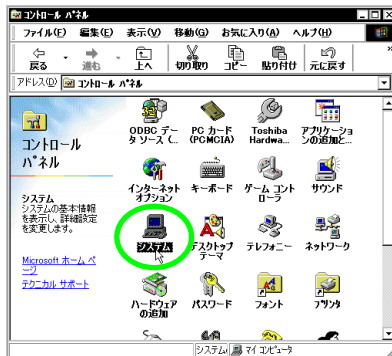 コントロール パネル
ファイル(F) 編集(E) 表示(V) 移動(G) お気に入り(A) ヘルプ(H)
戻る 進む 上へ 切り取り コピー 貼り付け 元に戻す
アドレス(D) コントロール パネル
コントロール
パネル
システム
システムの基本情報
を表示し、詳細設定
を変更します。
Microsoft ホーム ペ
ージ
テクニカル サポート
ODBC デー
タ ソース (...
PC カード
(PCMCIA)
Toshiba
Hardwa...
アプリケーショ
ンの追加と...
インターネット
オプション
キーボード
ゲーム コント
ローラ
サウンド
システム
デスクトップ
テーマ
テレフォニー
ネットワーク
ハードウェア
の追加
パスワード
フォント
プリンタ
システム
マイ コンピュータ